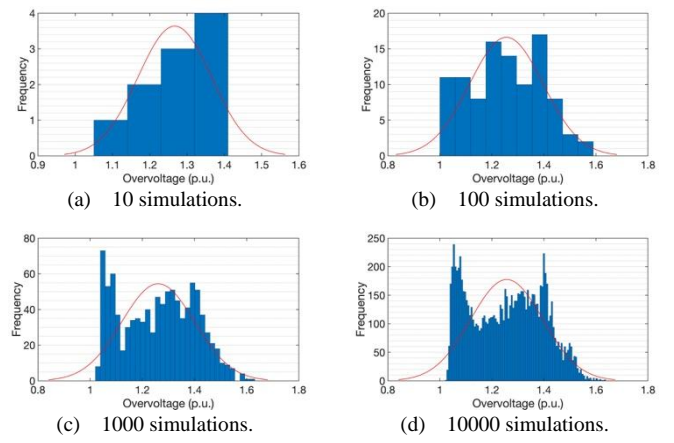 4
3
2
1
0
Frequency
0.9 1 1.1 1.2 1.3 1.4 1.5 1.6
Overvoltage (p.u.)
(a) 10 simulations.
20
15
10
5
0
Frequency
0.8 1 1.2 1.4 1.6 1.8
Overvoltage (p.u.)
(b) 100 simulations.
80
60
40
20
0
Frequency
0.8 1 1.2 1.4 1.6 1.8
Overvoltage (p.u.)
(c) 1000 simulations.
250
200
150
100
50
0
Frequency
0.8 1 1.2 1.4 1.6 1.8
Overvoltage (p.u.)
(d) 10000 simulations.